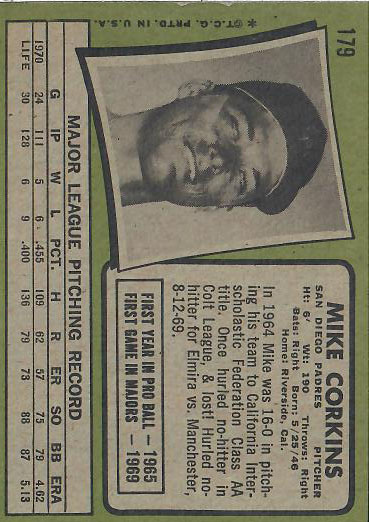 179
*©T.C.G. PRTD. IN U.S.A.
MIKE CORKINS
SAN DIEGO PADRES PITCHER
Ht: 6' Wt: 190 Throws: Right
Bats: Right Born: 5/25/46
Home: Riverside, Cal.
In 1964 Mike was 16-0 in pitch-
ing his team to California Inter-
scholastic Federation Class AA
title. Once hurled no-hitter in
Colt League, & lost! Hurled no-
hitter for Elmira vs. Manchester,
8-12-69.
FIRST YEAR IN PRO BALL — 1965
FIRST GAME IN MAJORS — 1969
MAJOR LEAGUE PITCHING RECORD
G IP W L PCT. H R ER SO BB ERA
1970 24 111 5 6 .455 109 62 57 75 79 4.62
LIFE 30 128 6 9 .400 136 79 73 88 87 5.13